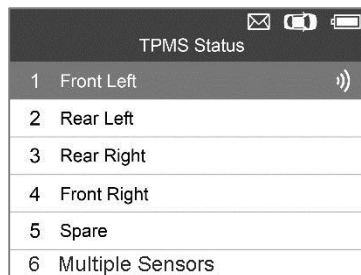 TPMS Status
1 Front Left
2 Rear Left
3 Rear Right
4 Front Right
5 Spare
6 Multiple Sensors